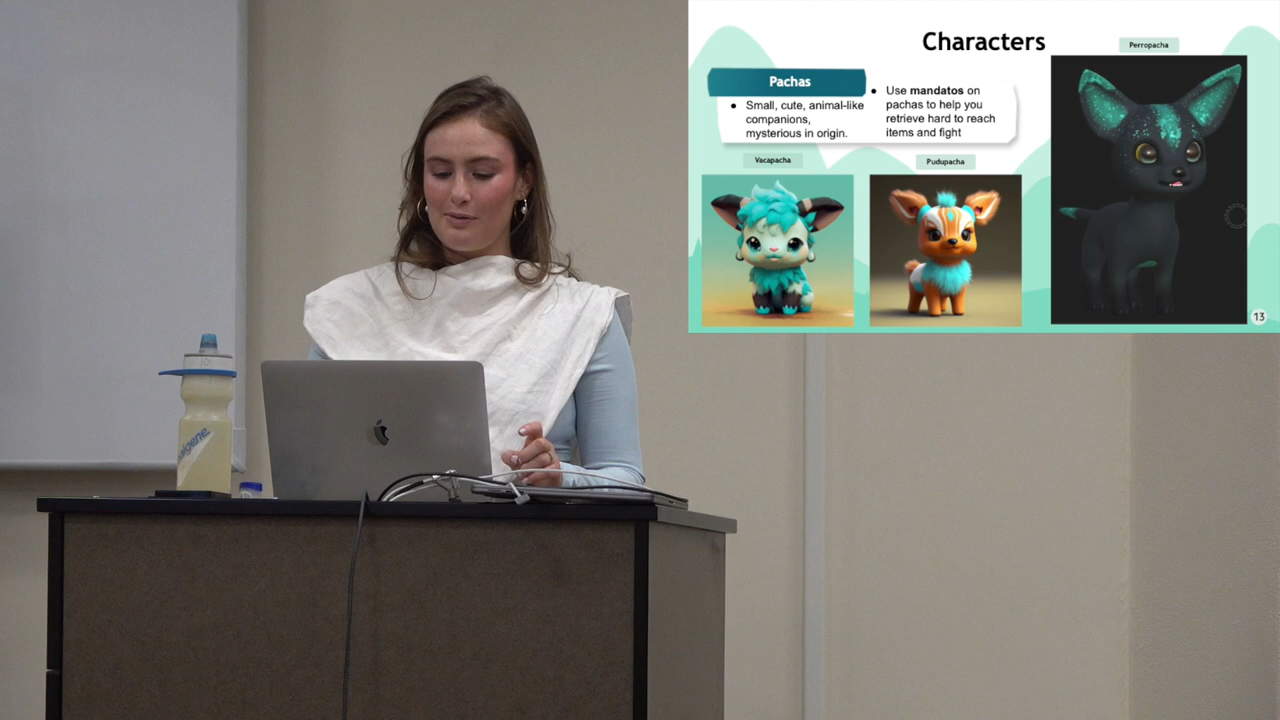 Characters
Perropacha
Pachas
● Small, cute, animal-like
companions,
mysterious in origin.
● Use mandatos on
pachas to help you
retrieve hard to reach
items and fight
Vacapacha
Pudupacha
13